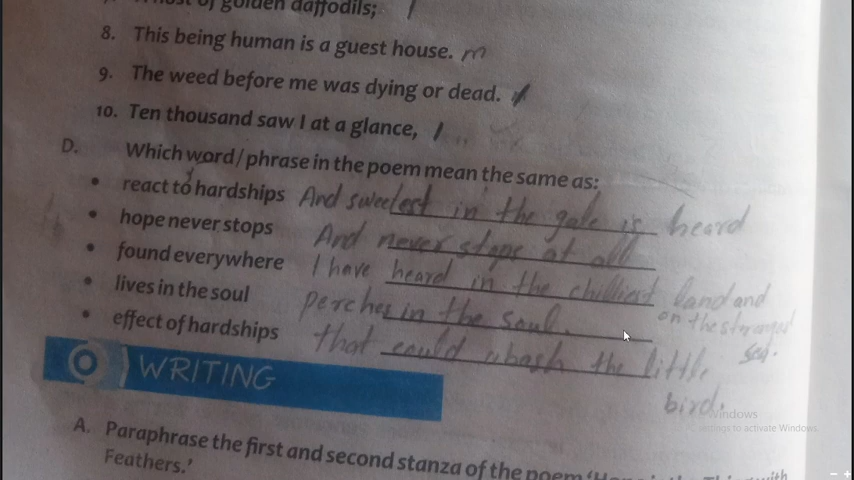 of golden daffodils;
8. This being human is a guest house. m
9. The weed before me was dying or dead.
10. Ten thousand saw I at a glance,
D. Which word/phrase in the poem mean the same as:
• react to hardships And sweetest in the gale is heard
• hope never stops And never stops at all
• found everywhere I have heard in the chilliest land and
on the strangest
sea.
• lives in the soul perches in the soul.
• effect of hardships that could abash the little
bird.
WRITING
A. Paraphrase the first and second stanza of the poem 'Hope is the Thing with
Feathers.'
Windows
settings to activate Windows